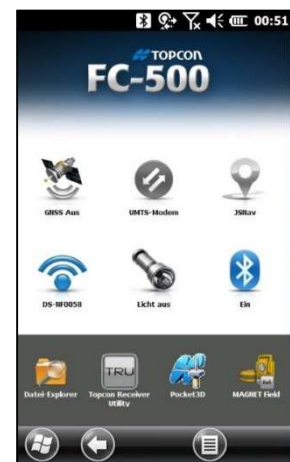 00:51
TOPCON
FC-500
GNSS Aus
UMTS-Modem
JSNav
DS-NF0058
Licht aus
Ein
TRU
Datei-Explorer
Topcon Receiver
Utility
Pocket3D
MAGNET Field